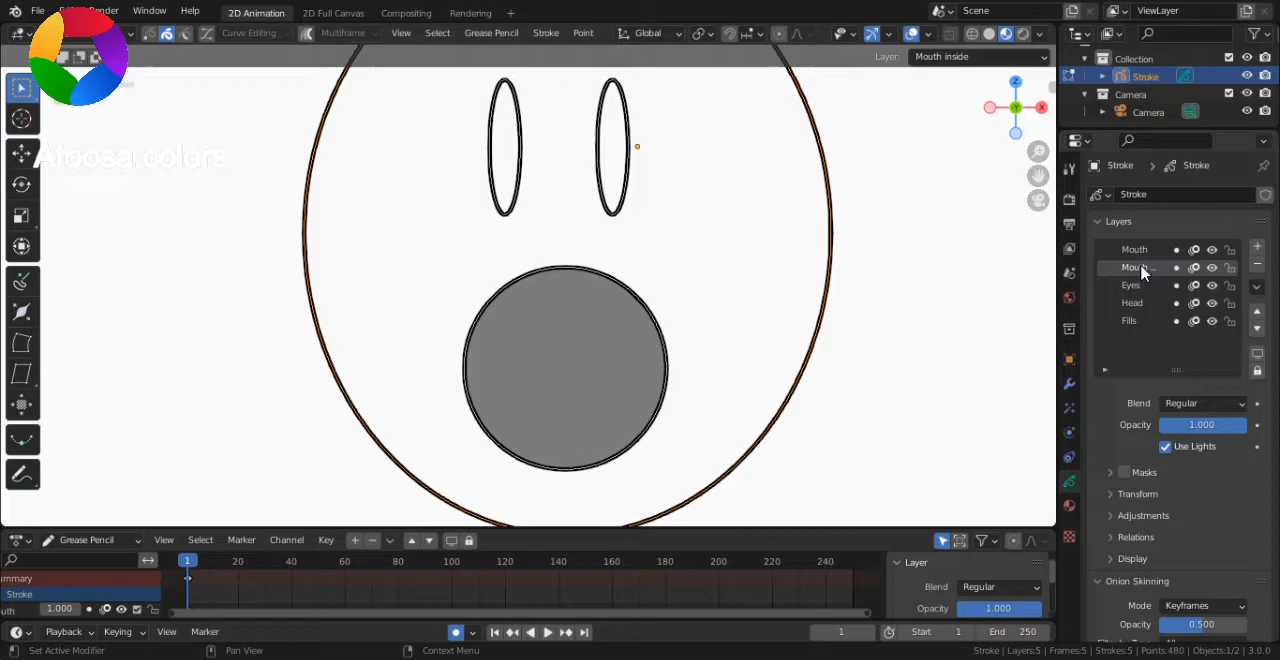 File Render Window Help 2D Animation 2D Full Canvas Compositing Rendering + Scene ViewLayer
Curve Editing Multiframe View Select Grease Pencil Stroke Point Global
Layer: Mouth inside
Collection
Stroke
Camera
Camera
Atoosa.colors
Stroke Stroke
Stroke
Layers
Mouth
Mouth ...
Eyes
Head
Fills
Blend Regular
Opacity 1.000
Use Lights
Masks
Transform
Adjustments
Relations
Display
Onion Skinning
Mode Keyframes
Opacity 0.500
Grease Pencil View Select Marker Channel Key
1 20 40 60 80 100 120 140 160 180 200 220 240
ummary
Stroke
uth 1.000
Layer
Blend Regular
Opacity 1.000
Playback Keying View Marker 1 Start 1 End 250
Set Active Modifier Pan View Context Menu Stroke | Layers:5 | Frames:5 | Strokes:5 | Points:480 | Objects:1/2 | 3.0.0
X
Z
Y